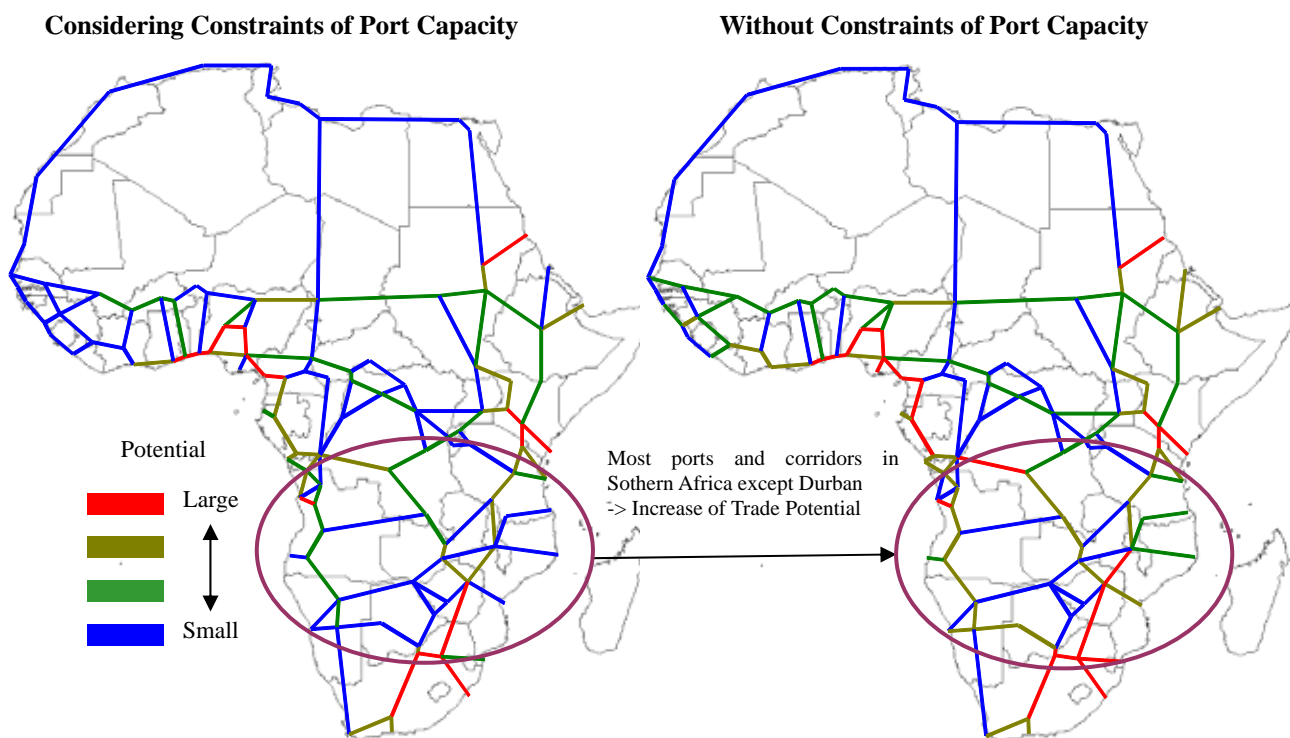 Considering Constraints of Port Capacity
Without Constraints of Port Capacity
Potential
Large
Small
Most ports and corridors in
Sothern Africa except Durban
-> Increase of Trade Potential